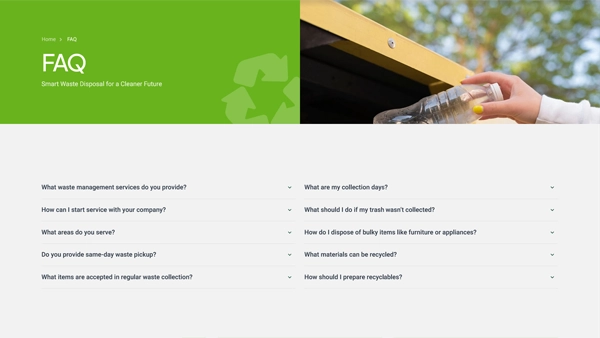 Home > FAQ
FAQ
Smart Waste Disposal for a Cleaner Future
What waste management services do you provide?
How can I start service with your company?
What areas do you serve?
Do you provide same-day waste pickup?
What items are accepted in regular waste collection?
What are my collection days?
What should I do if my trash wasn't collected?
How do I dispose of bulky items like furniture or appliances?
What materials can be recycled?
How should I prepare recyclables?